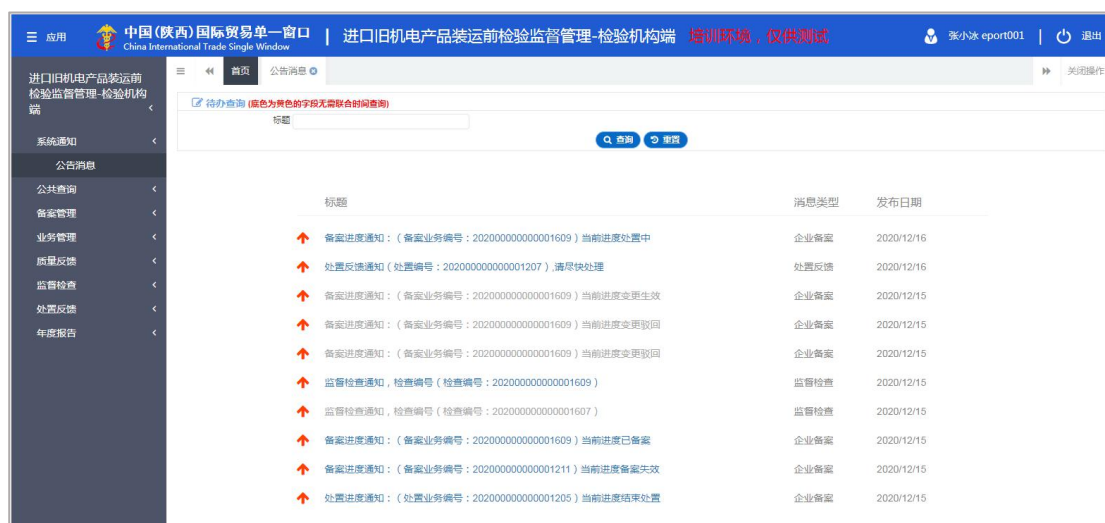 应用
中国(陕西)国际贸易单一窗口 | 进口旧机电产品装运前检验监督管理-检验机构端 培训环境，仅供测试
China International Trade Single Window
张小冰 eport001 | 退出
进口旧机电产品装运前
检验监督管理-检验机构
端
首页 公告消息
关闭操作
待办查询 (底色为黄色的字段无需联合时间查询)
标题
查询 重置
系统通知
公告消息
公共查询
备案管理
业务管理
质量反馈
监督检查
处置反馈
年度报告
标题 消息类型 发布日期
备案进度通知：（备案业务编号：202000000000001609）当前进度处置中 企业备案 2020/12/16
处置反馈通知（处置编号：202000000000001207）,请尽快处理 处置反馈 2020/12/16
备案进度通知：（备案业务编号：202000000000001609）当前进度变更生效 企业备案 2020/12/15
备案进度通知：（备案业务编号：202000000000001609）当前进度变更驳回 企业备案 2020/12/15
备案进度通知：（备案业务编号：202000000000001609）当前进度变更驳回 企业备案 2020/12/15
监督检查通知，检查编号（检查编号：202000000000001609） 监督检查 2020/12/15
监督检查通知，检查编号（检查编号：202000000000001607） 监督检查 2020/12/15
备案进度通知：（备案业务编号：202000000000001609）当前进度已备案 企业备案 2020/12/15
备案进度通知：（备案业务编号：202000000000001211）当前进度备案失效 企业备案 2020/12/15
处置进度通知：（处置业务编号：202000000000001205）当前进度结束处置 企业备案 2020/12/15